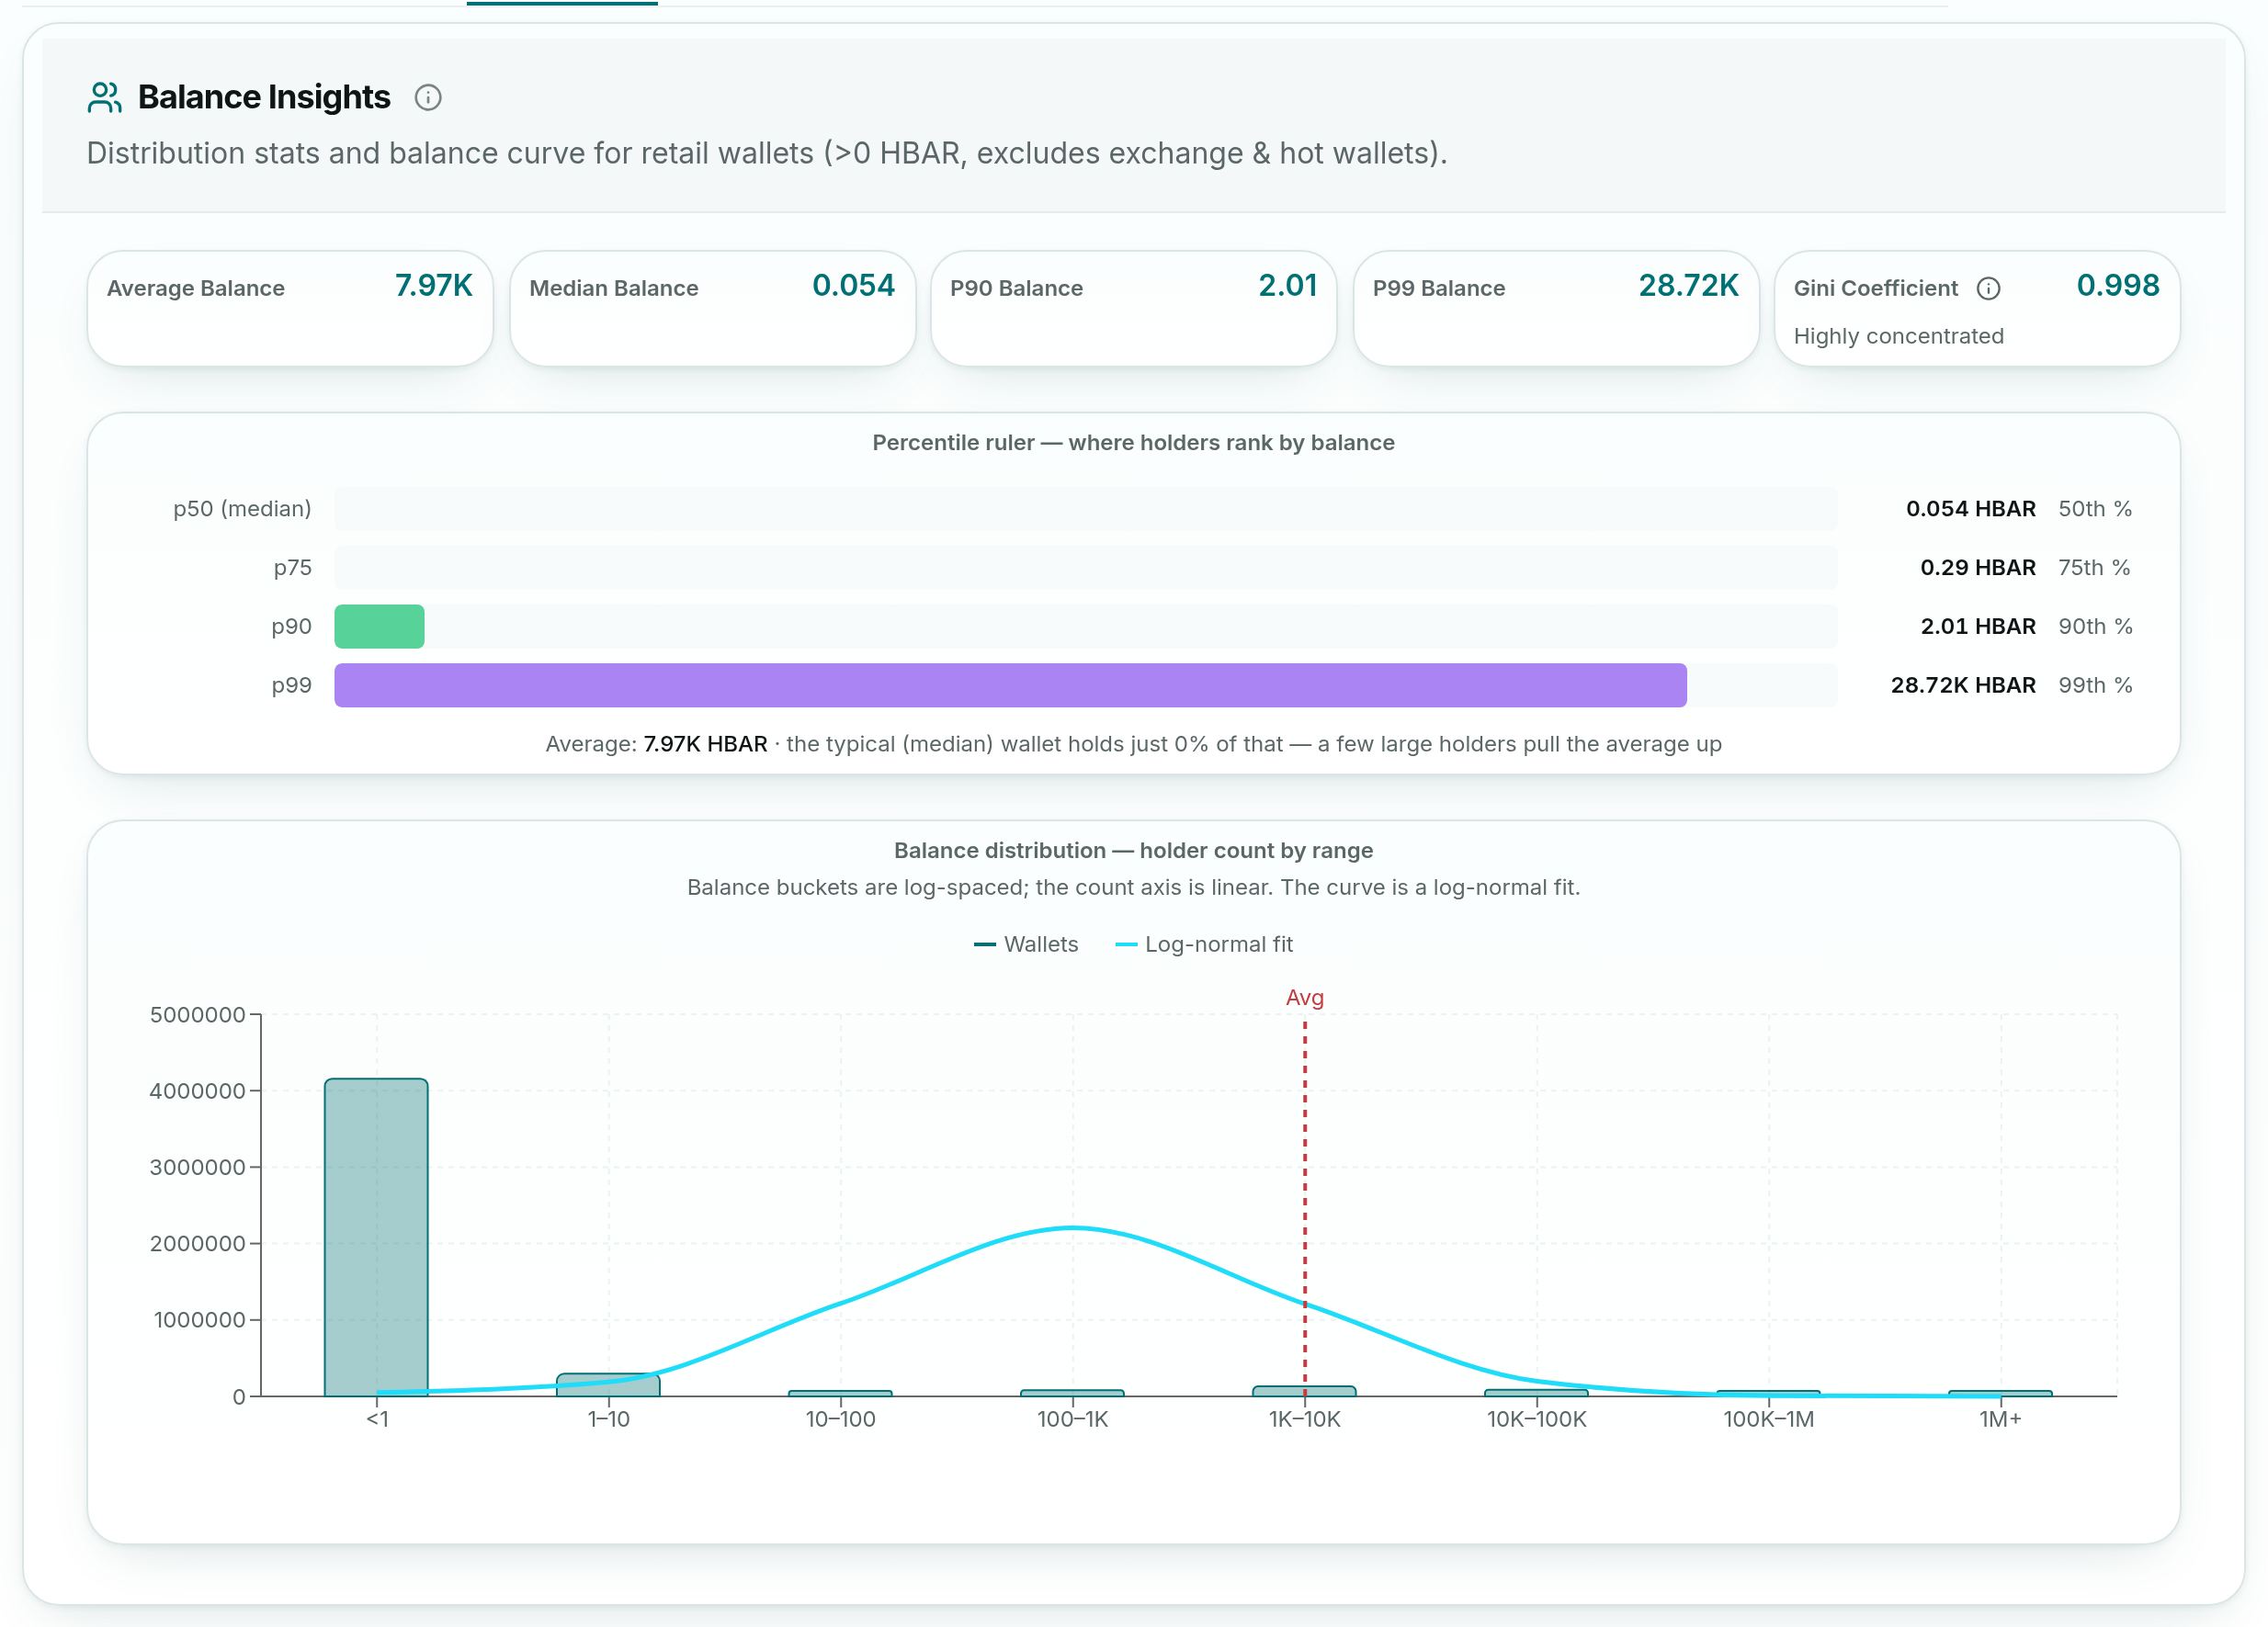 Balance Insights
Distribution stats and balance curve for retail wallets (>0 HBAR, excludes exchange & hot wallets).
Average Balance 7.97K
Median Balance 0.054
P90 Balance 2.01
P99 Balance 28.72K
Gini Coefficient 0.998
Highly concentrated
Percentile ruler — where holders rank by balance
p50 (median) 0.054 HBAR 50th %
p75 0.29 HBAR 75th %
p90 2.01 HBAR 90th %
p99 28.72K HBAR 99th %
Average: 7.97K HBAR · the typical (median) wallet holds just 0% of that — a few large holders pull the average up
Balance distribution — holder count by range
Balance buckets are log-spaced; the count axis is linear. The curve is a log-normal fit.
Wallets Log-normal fit
Avg
5000000
4000000
3000000
2000000
1000000
0
<1 1–10 10–100 100–1K 1K–10K 10K–100K 100K–1M 1M+